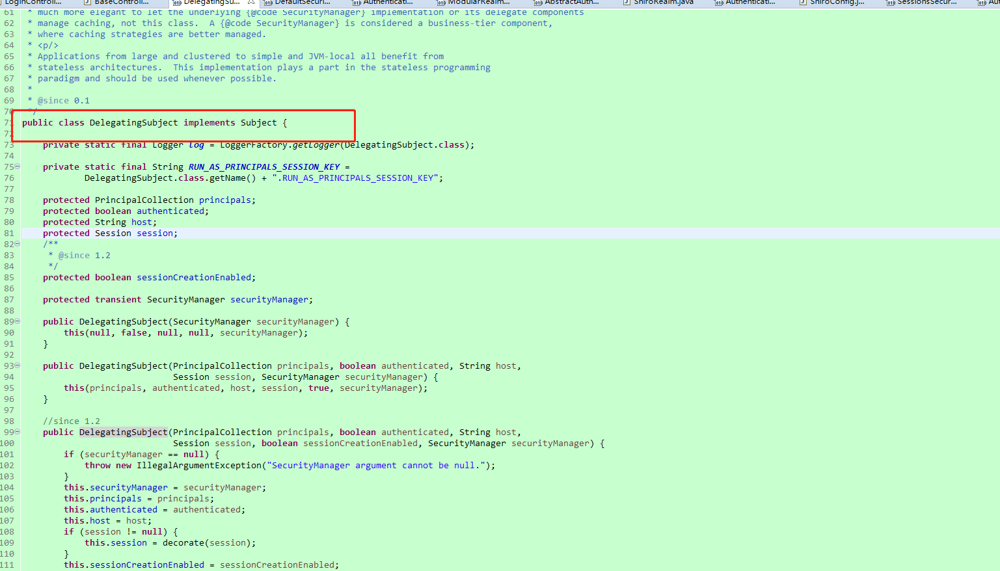 LoginControll... BaseControll... DelegatingSu... DefaultSecuri... Authenticati... ModularRealm... AbstractAuth... ShiroRealm.java Authenticati... ShiroConfig.j... SessionsSecur...
61 * much more elegant to let the underlying {@code SecurityManager} implementation or its delegate components
62 * manage caching, not this class.  A {@code SecurityManager} is considered a business-tier component,
63 * where caching strategies are better managed.
64 * <p/>
65 * Applications from large and clustered to simple and JVM-local all benefit from
66 * stateless architectures.  This implementation plays a part in the stateless programming
67 * paradigm and should be used whenever possible.
68 *
69 * @since 0.1
70 */
71 public class DelegatingSubject implements Subject {
72
73 private static final Logger log = LoggerFactory.getLogger(DelegatingSubject.class);
74
75 private static final String RUN_AS_PRINCIPALS_SESSION_KEY =
76 DelegatingSubject.class.getName() + ".RUN_AS_PRINCIPALS_SESSION_KEY";
77
78 protected PrincipalCollection principals;
79 protected boolean authenticated;
80 protected String host;
81 protected Session session;
82 /**
83 * @since 1.2
84 */
85 protected boolean sessionCreationEnabled;
86
87 protected transient SecurityManager securityManager;
88
89 public DelegatingSubject(SecurityManager securityManager) {
90 this(null, false, null, null, securityManager);
91 }
92
93 public DelegatingSubject(PrincipalCollection principals, boolean authenticated, String host,
94 Session session, SecurityManager securityManager) {
95 this(principals, authenticated, host, session, true, securityManager);
96 }
97
98 //since 1.2
99 public DelegatingSubject(PrincipalCollection principals, boolean authenticated, String host,
100 Session session, boolean sessionCreationEnabled, SecurityManager securityManager) {
101 if (securityManager == null) {
102 throw new IllegalArgumentException("SecurityManager argument cannot be null.");
103 }
104 this.securityManager = securityManager;
105 this.principals = principals;
106 this.authenticated = authenticated;
107 this.host = host;
108 if (session != null) {
109 this.session = decorate(session);
110 }
111 this.sessionCreationEnabled = sessionCreationEnabled;